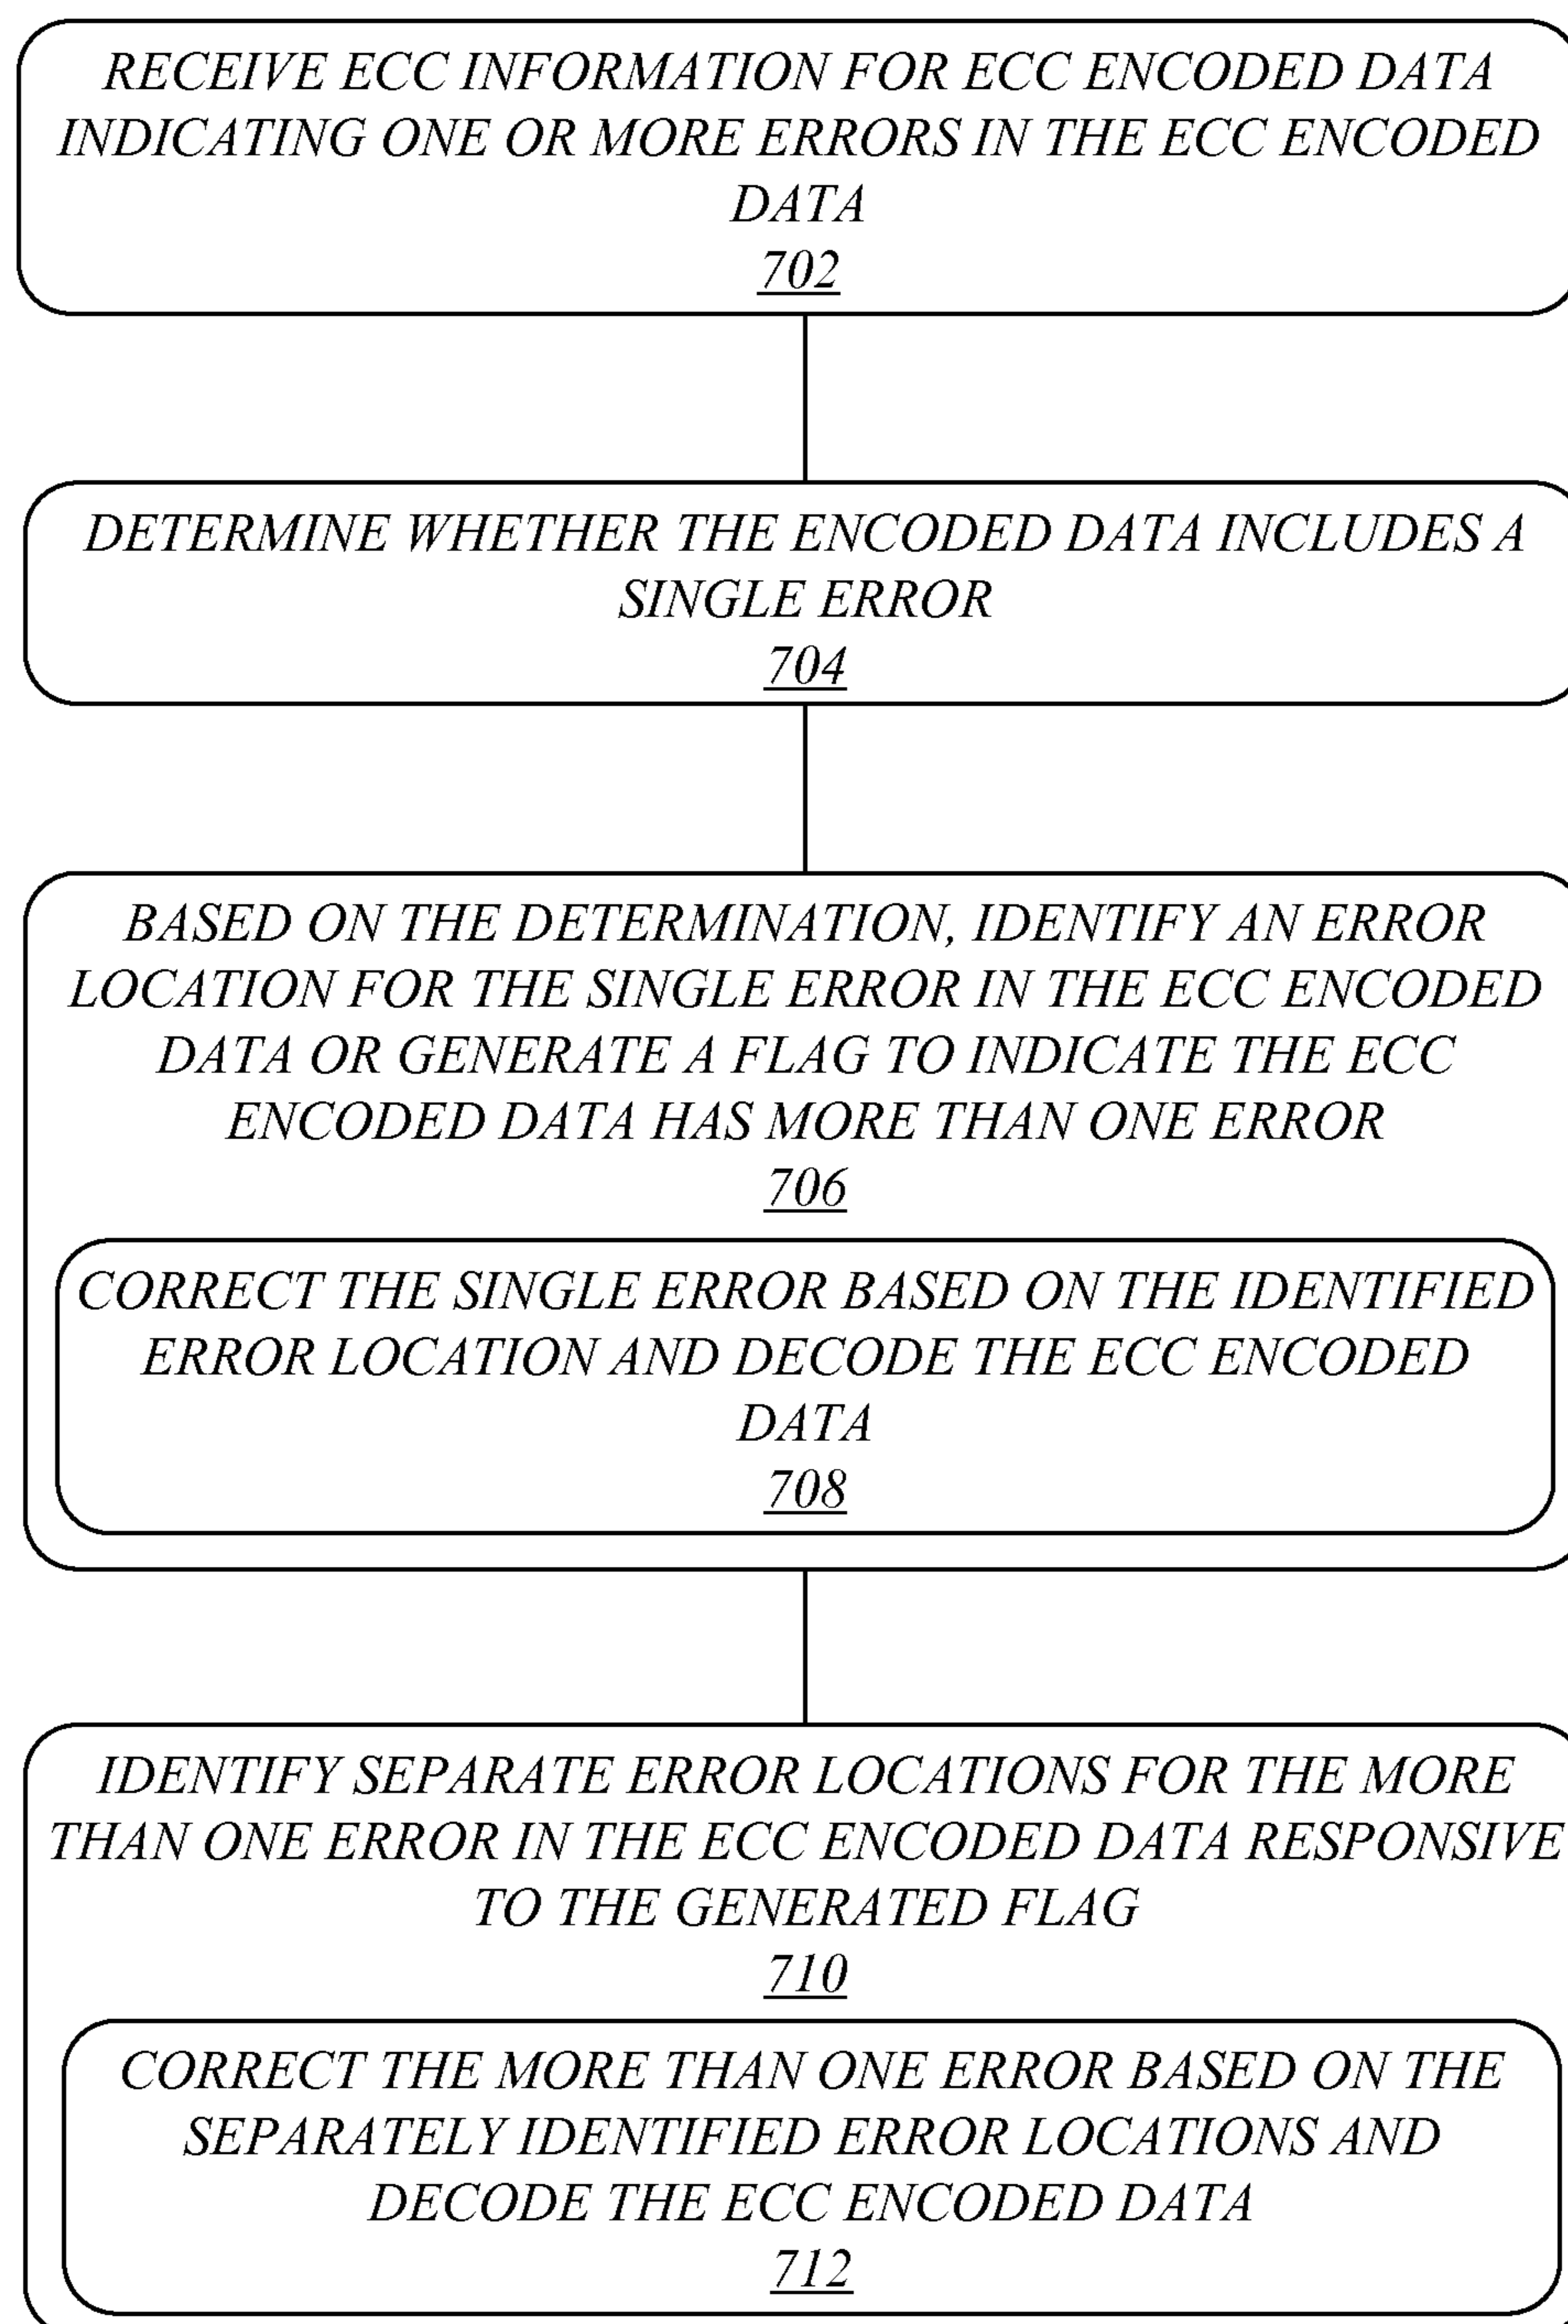 RECEIVE ECC INFORMATION FOR ECC ENCODED DATA
INDICATING ONE OR MORE ERRORS IN THE ECC ENCODED
DATA
702
DETERMINE WHETHER THE ENCODED DATA INCLUDES A
SINGLE ERROR
704
BASED ON THE DETERMINATION, IDENTIFY AN ERROR
LOCATION FOR THE SINGLE ERROR IN THE ECC ENCODED
DATA OR GENERATE A FLAG TO INDICATE THE ECC
ENCODED DATA HAS MORE THAN ONE ERROR
706
CORRECT THE SINGLE ERROR BASED ON THE IDENTIFIED
ERROR LOCATION AND DECODE THE ECC ENCODED
DATA
708
IDENTIFY SEPARATE ERROR LOCATIONS FOR THE MORE
THAN ONE ERROR IN THE ECC ENCODED DATA RESPONSIVE
TO THE GENERATED FLAG
710
CORRECT THE MORE THAN ONE ERROR BASED ON THE
SEPARATELY IDENTIFIED ERROR LOCATIONS AND
DECODE THE ECC ENCODED DATA
712